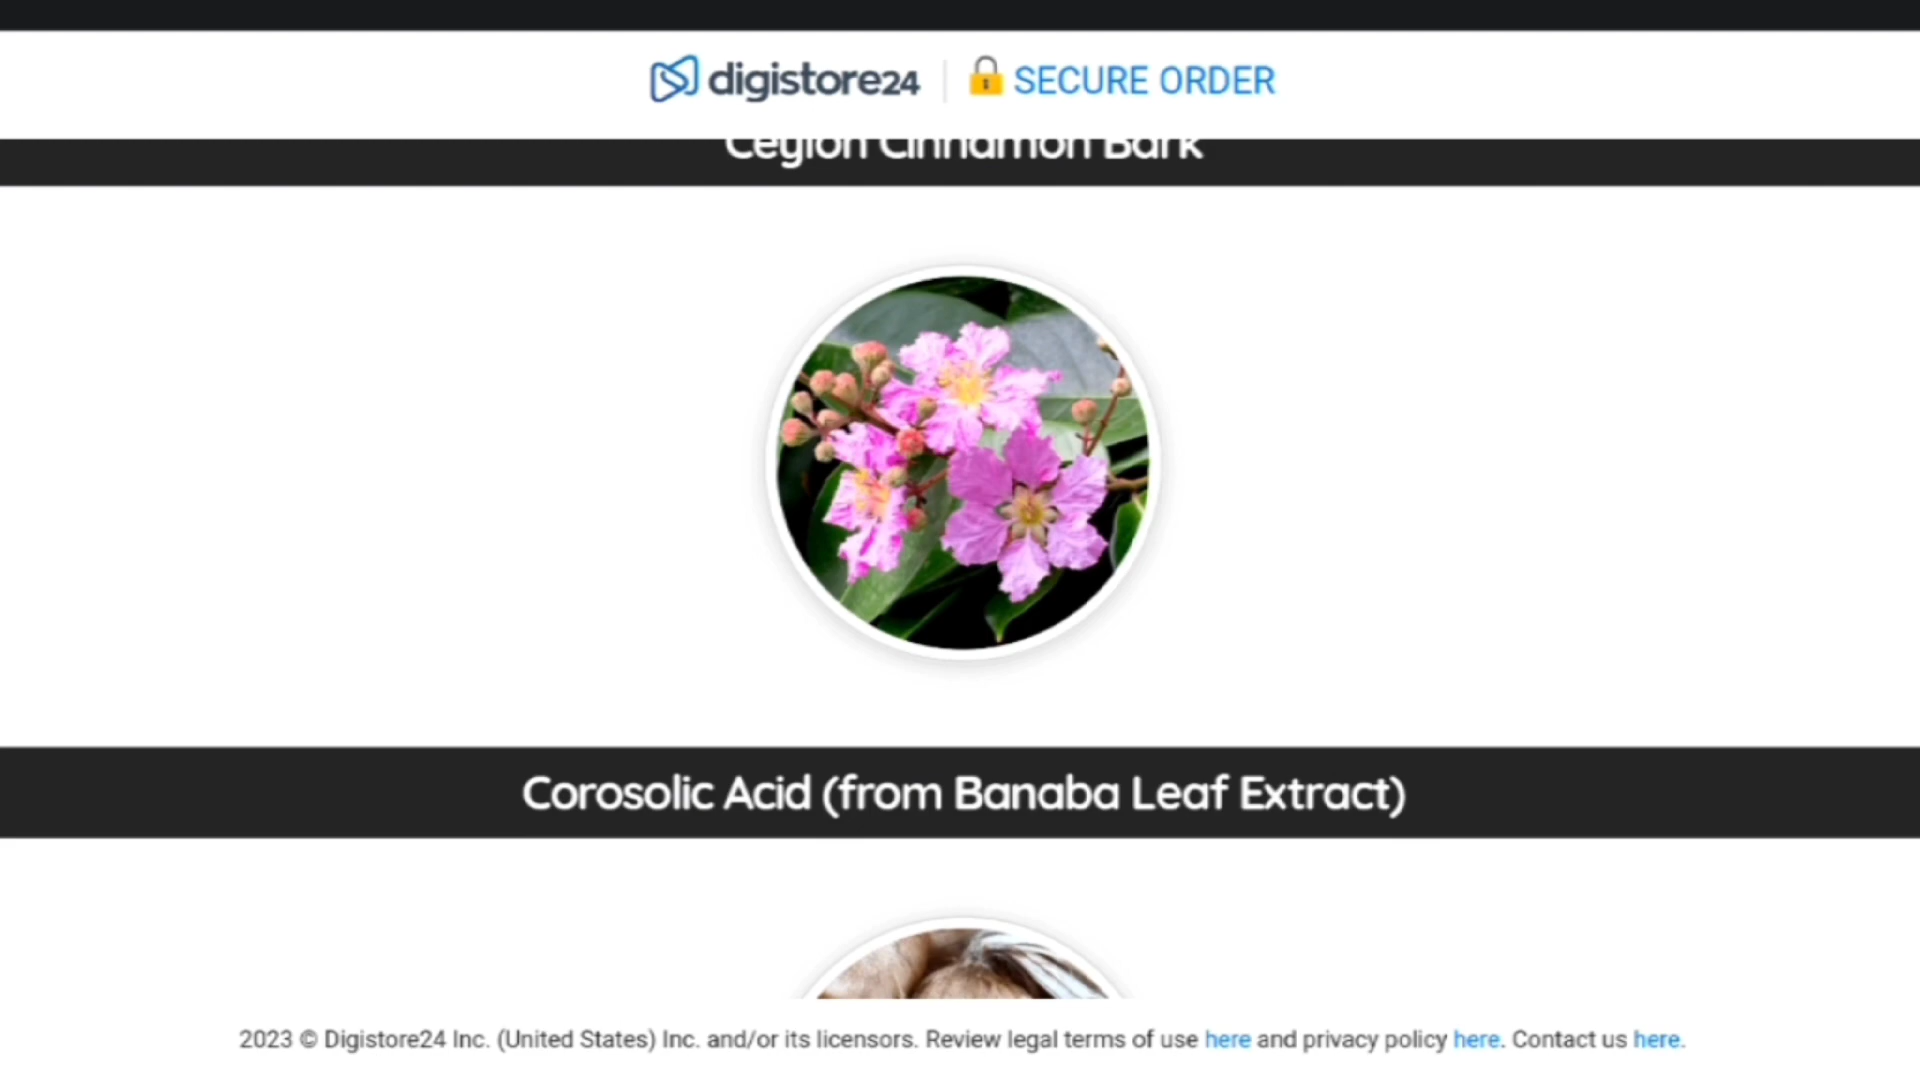 digistore24
SECURE ORDER
Ceylon Cinnamon Bark
Corosolic Acid (from Banaba Leaf Extract)
2023 © Digistore24 Inc. (United States) Inc. and/or its licensors. Review legal terms of use here and privacy policy here. Contact us here.